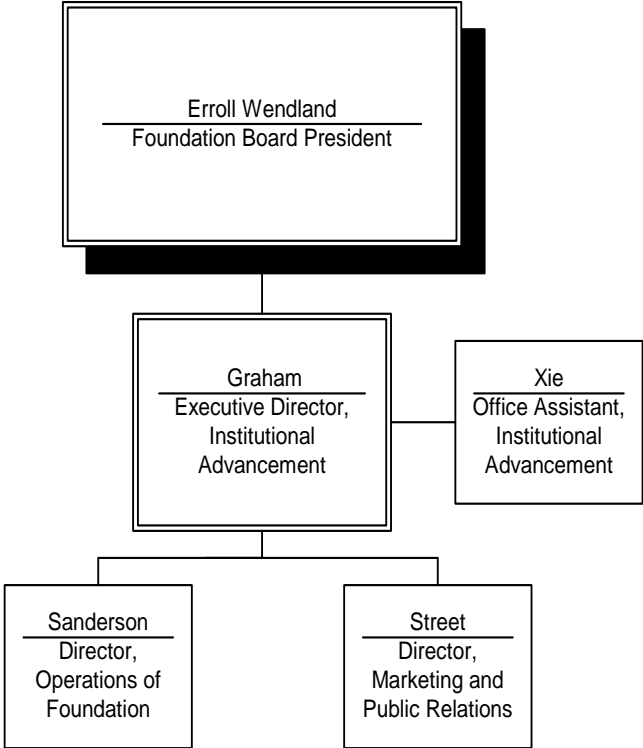 Erroll Wendland
Foundation Board President
Graham
Executive Director,
Institutional
Advancement
Xie
Office Assistant,
Institutional
Advancement
Sanderson
Director,
Operations of
Foundation
Street
Director,
Marketing and
Public Relations